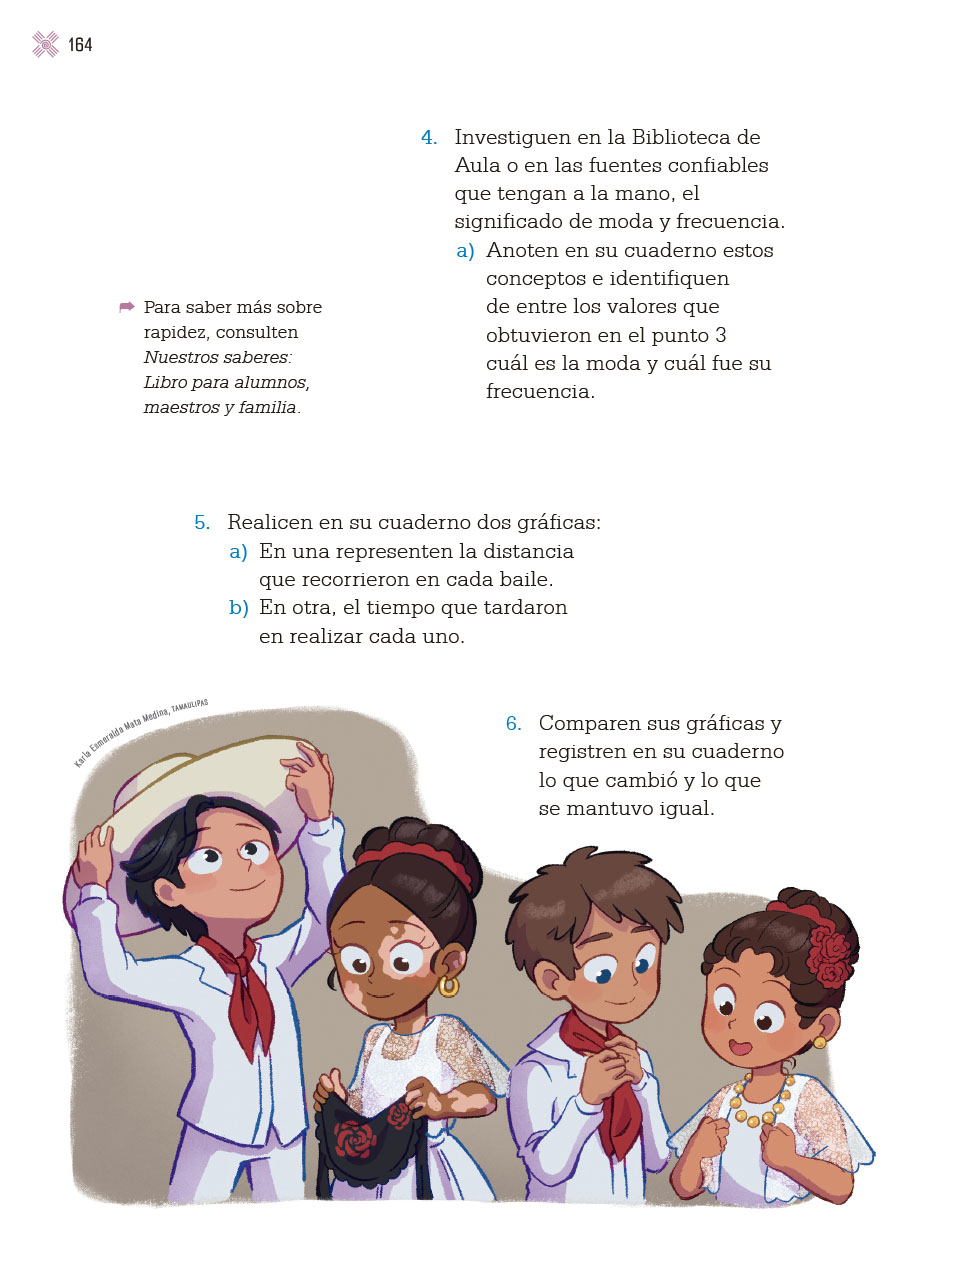 164
4. Investiguen en la Biblioteca de
Aula o en las fuentes confiables
que tengan a la mano, el
significado de moda y frecuencia.
a) Anoten en su cuaderno estos
conceptos e identifiquen
de entre los valores que
obtuvieron en el punto 3
cuál es la moda y cuál fue su
frecuencia.
Para saber más sobre
rapidez, consulten
Nuestros saberes:
Libro para alumnos,
maestros y familia.
5. Realicen en su cuaderno dos gráficas:
a) En una representen la distancia
que recorrieron en cada baile.
b) En otra, el tiempo que tardaron
en realizar cada uno.
Karla Esmeralda Mata Medina, TAMAULIPAS
6. Comparen sus gráficas y
registren en su cuaderno
lo que cambió y lo que
se mantuvo igual.